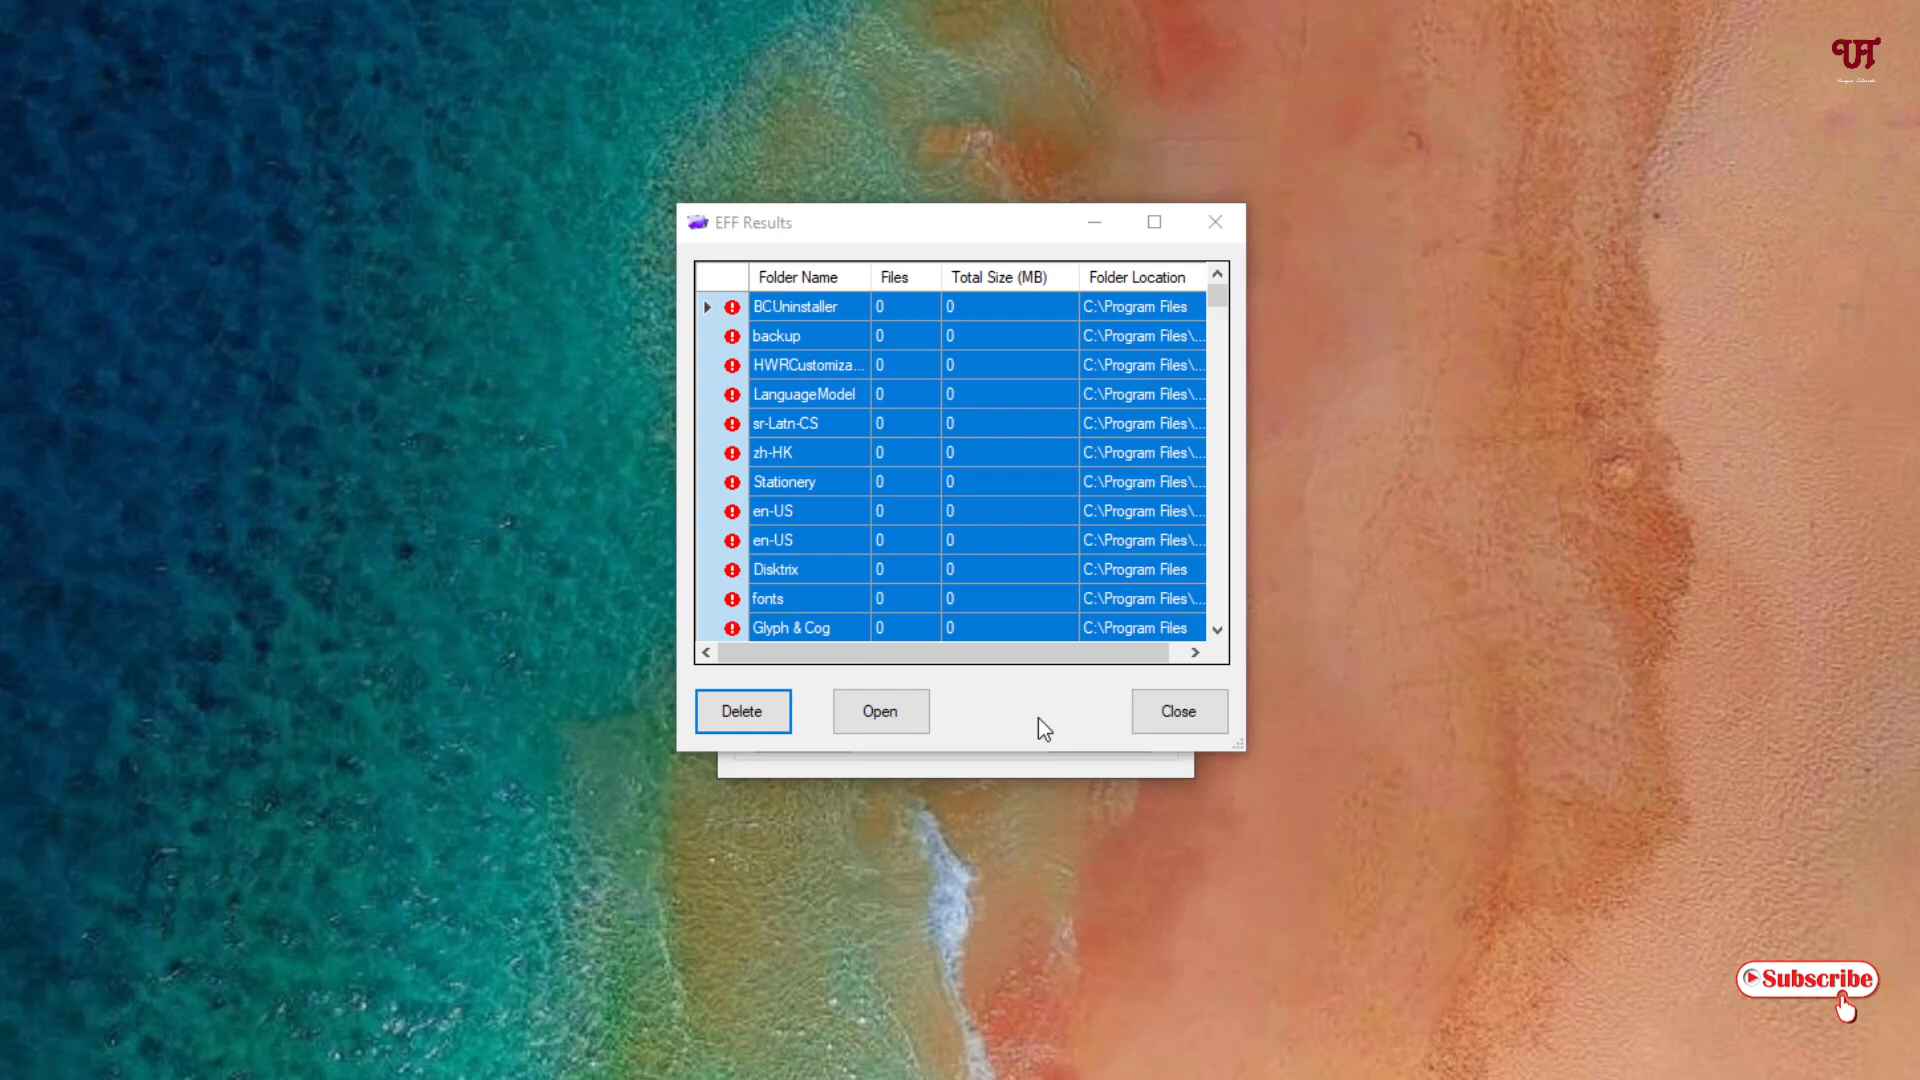 UT
EFF Results
Folder Name Files Total Size (MB) Folder Location
BCUninstaller 0 0 C:\Program Files
backup 0 0 C:\Program Files\...
HWRCustomiza... 0 0 C:\Program Files\...
LanguageModel 0 0 C:\Program Files\...
sr-Latn-CS 0 0 C:\Program Files\...
zh-HK 0 0 C:\Program Files\...
Stationery 0 0 C:\Program Files\...
en-US 0 0 C:\Program Files\...
en-US 0 0 C:\Program Files\...
Disktrix 0 0 C:\Program Files
fonts 0 0 C:\Program Files\...
Glyph & Cog 0 0 C:\Program Files
Delete Open Close
Subscribe